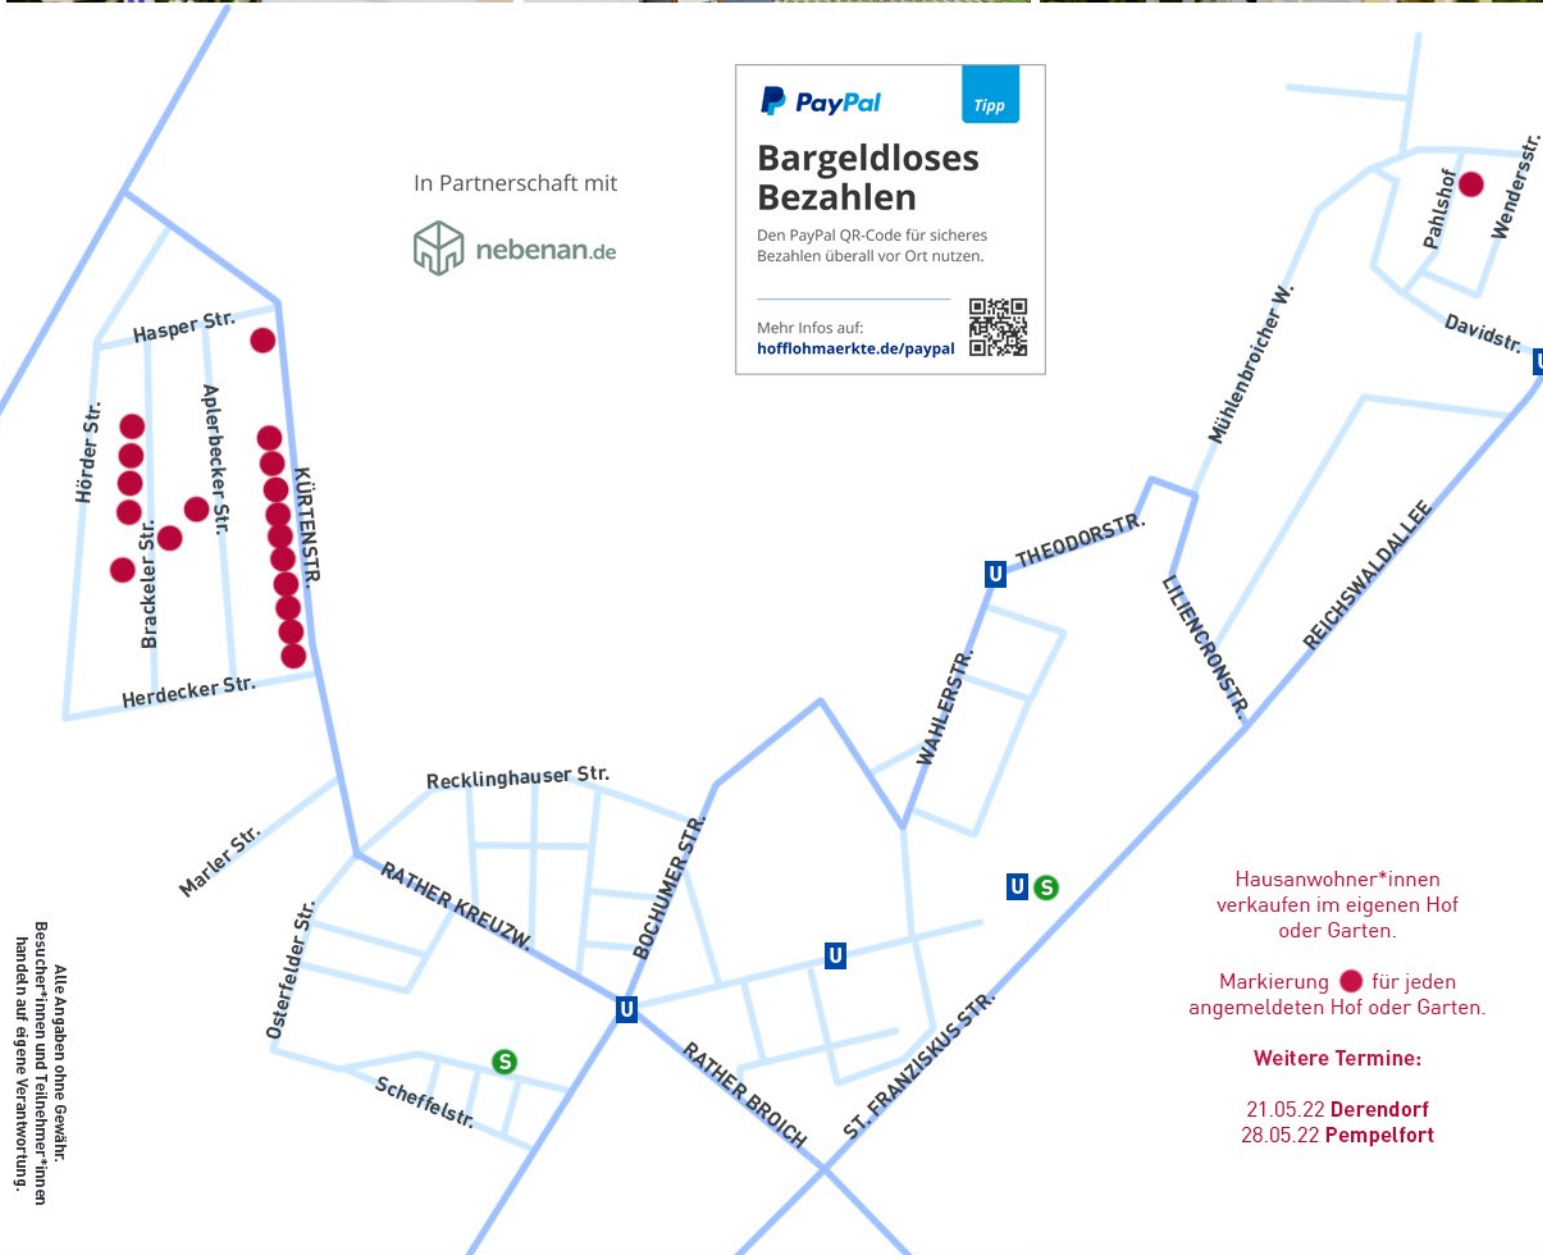 PayPal
Tipp
Bargeldloses
Bezahlen
Den PayPal QR-Code für sicheres
Bezahlen überall vor Ort nutzen.
Mehr Infos auf:
hofflohmaerkte.de/paypal
In Partnerschaft mit
nebenan.de
Pahlshof
Wendersstr.
Davidstr.
U
Mühlenbroicher W.
Hasper Str.
Hörder Str.
Aplerbecker Str.
KÜRTENSTR.
Brackeler Str.
Herdecker Str.
THEODORSTR.
U
LILIENCRONSTR.
REICHSWALDALLEE
WAHLERSTR.
Recklinghauser Str.
Marler Str.
RATHER KREUZW.
BOCHUMER STR.
Osterfelder Str.
U S
U
U
S
Scheffelstr.
RATHER BROICH
ST. FRANZISKUS STR.
Hausanwohner*innen
verkaufen im eigenen Hof
oder Garten.
Markierung für jeden
angemeldeten Hof oder Garten.
Weitere Termine:
21.05.22 Derendorf
28.05.22 Pempelfort
Alle Angaben ohne Gewähr.
Besucher*innen und Teilnehmer*innen
handeln auf eigene Verantwortung.